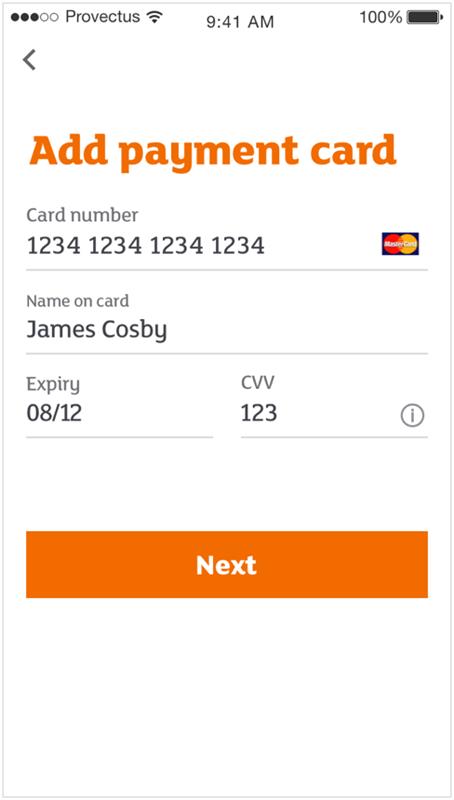 Provectus 9:41 AM 100%
Add payment card
Card number
1234 1234 1234 1234 MasterCard
Name on card
James Cosby
Expiry CVV
08/12 123
Next